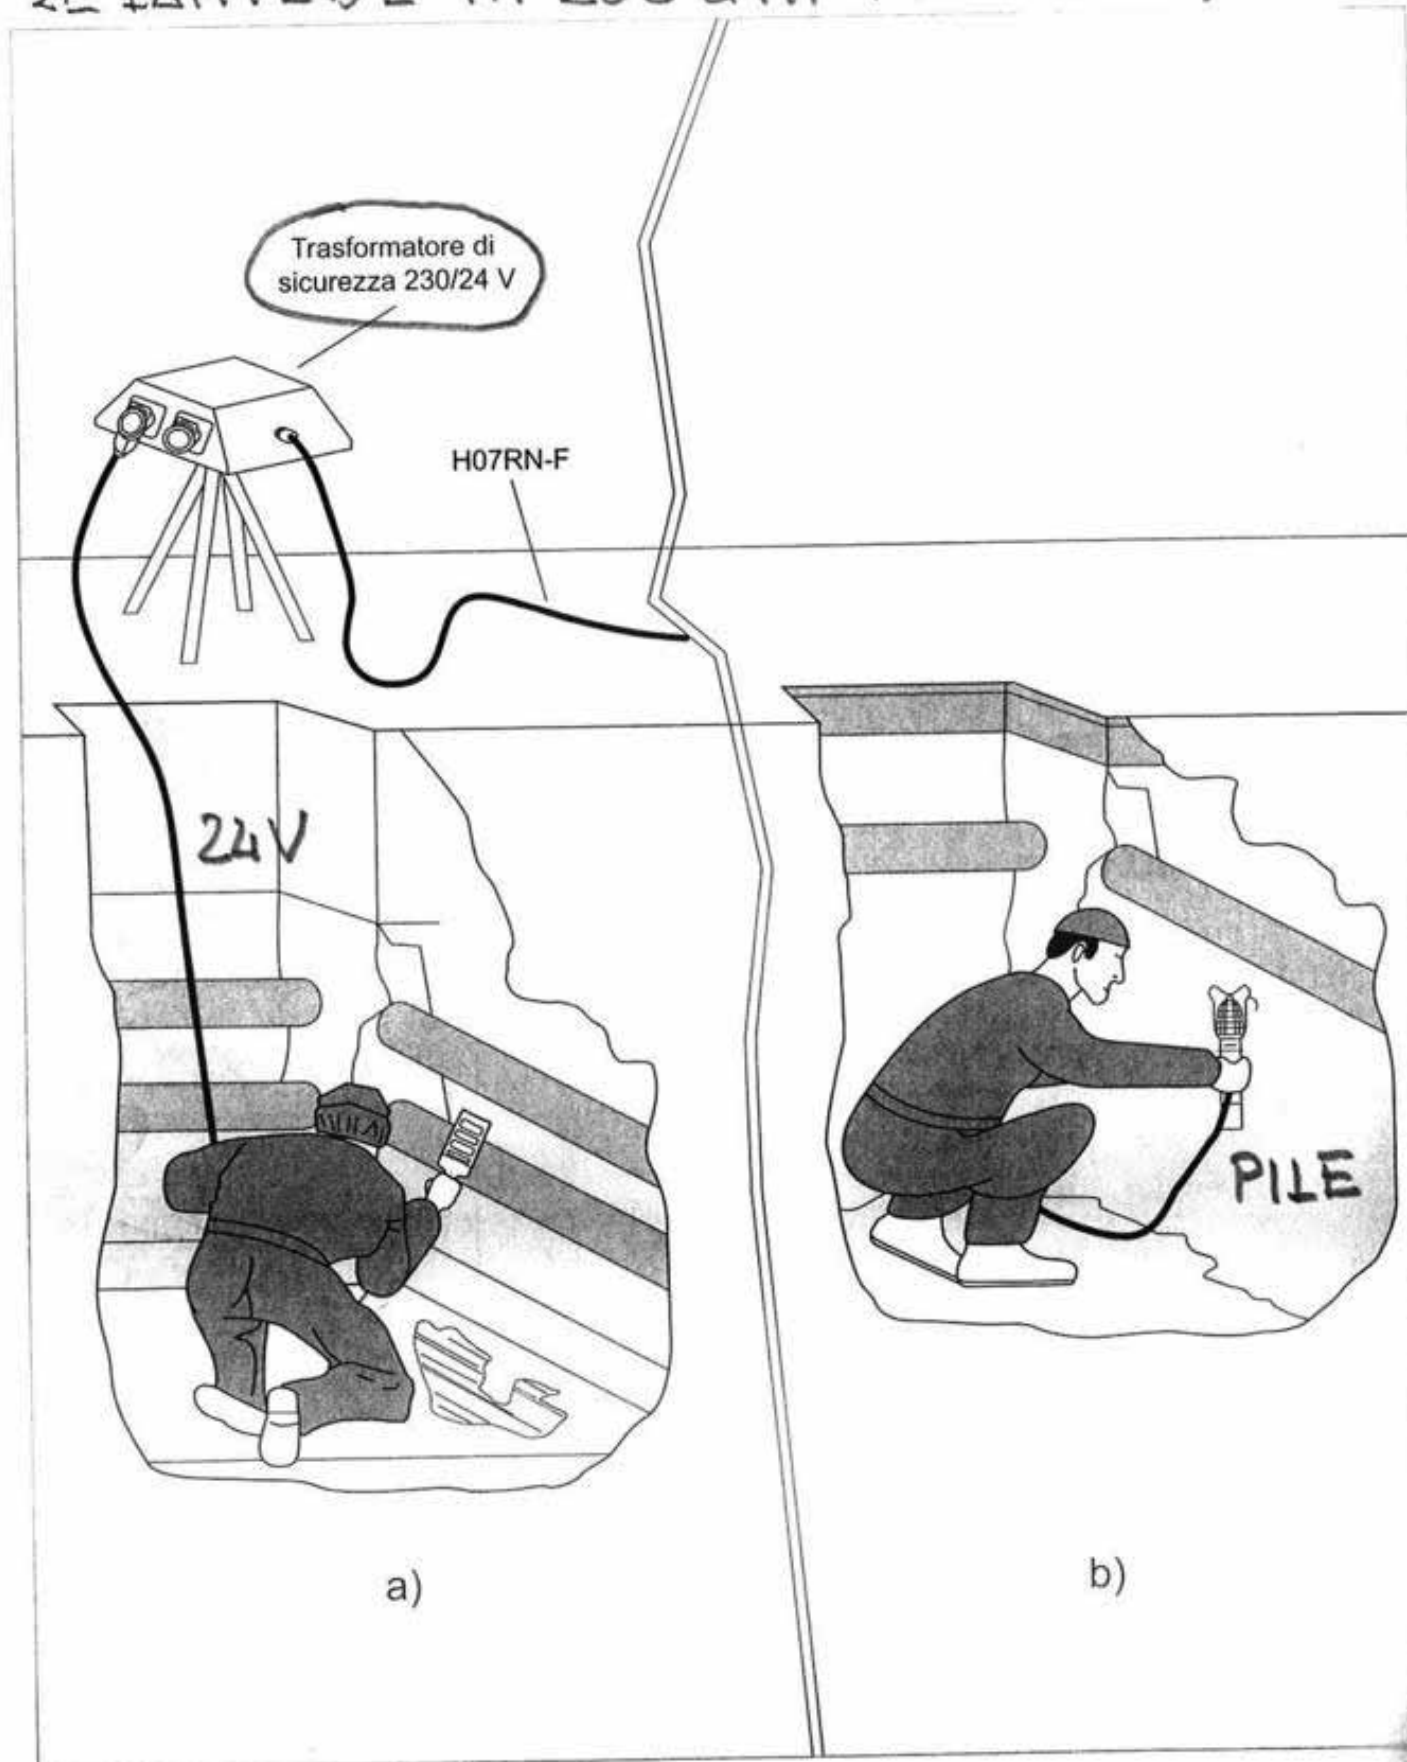 Trasformatore di
sicurezza 230/24 V
H07RN-F
24V
PILE
a)
b)